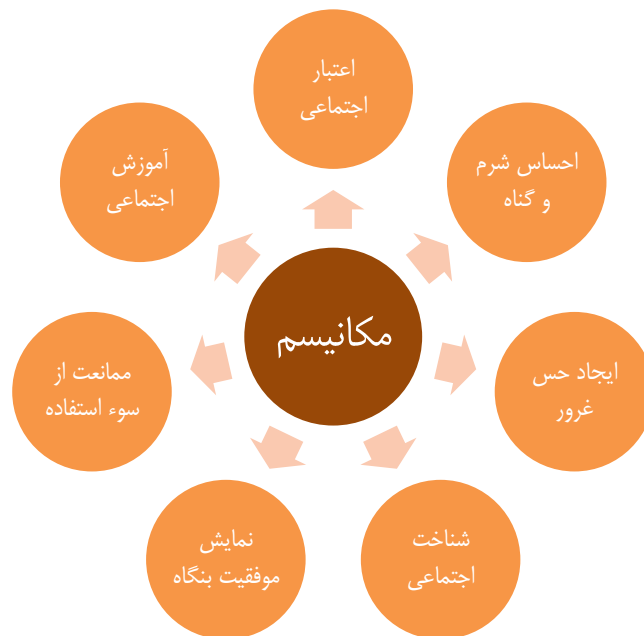 اعتبار
اجتماعی
احساس شرم
و گناه
ایجاد حس
غرور
شناخت
اجتماعی
نمایش
موفقیت بنگاه
ممانعت از
سوء استفاده
آموزش
اجتماعی
مکانیسم